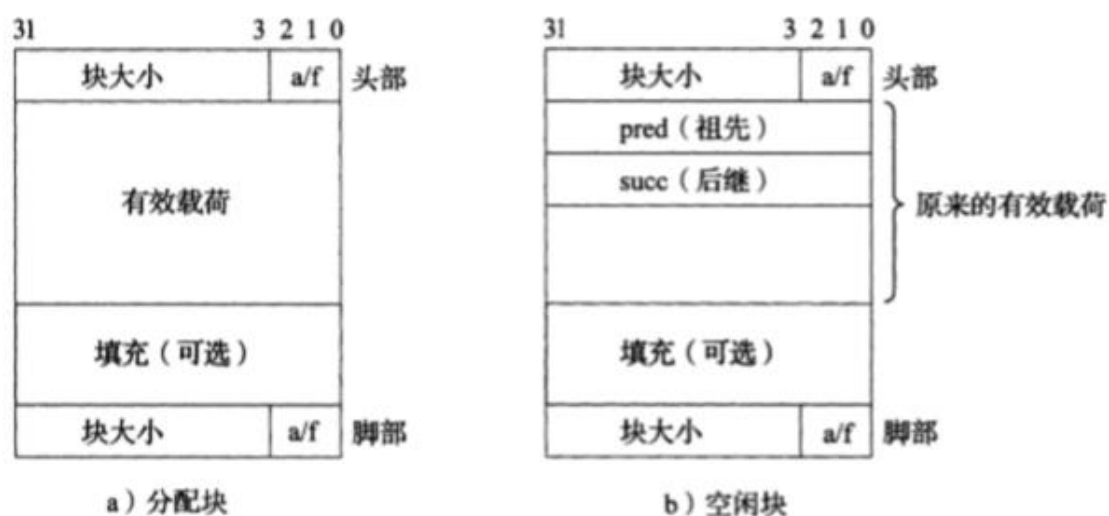 31 3 2 1 0
块大小 a/f 头部
有效载荷
填充（可选）
块大小 a/f 脚部
a）分配块
31 3 2 1 0
块大小 a/f 头部
pred（祖先）
succ（后继）
原来的有效载荷
填充（可选）
块大小 a/f 脚部
b）空闲块